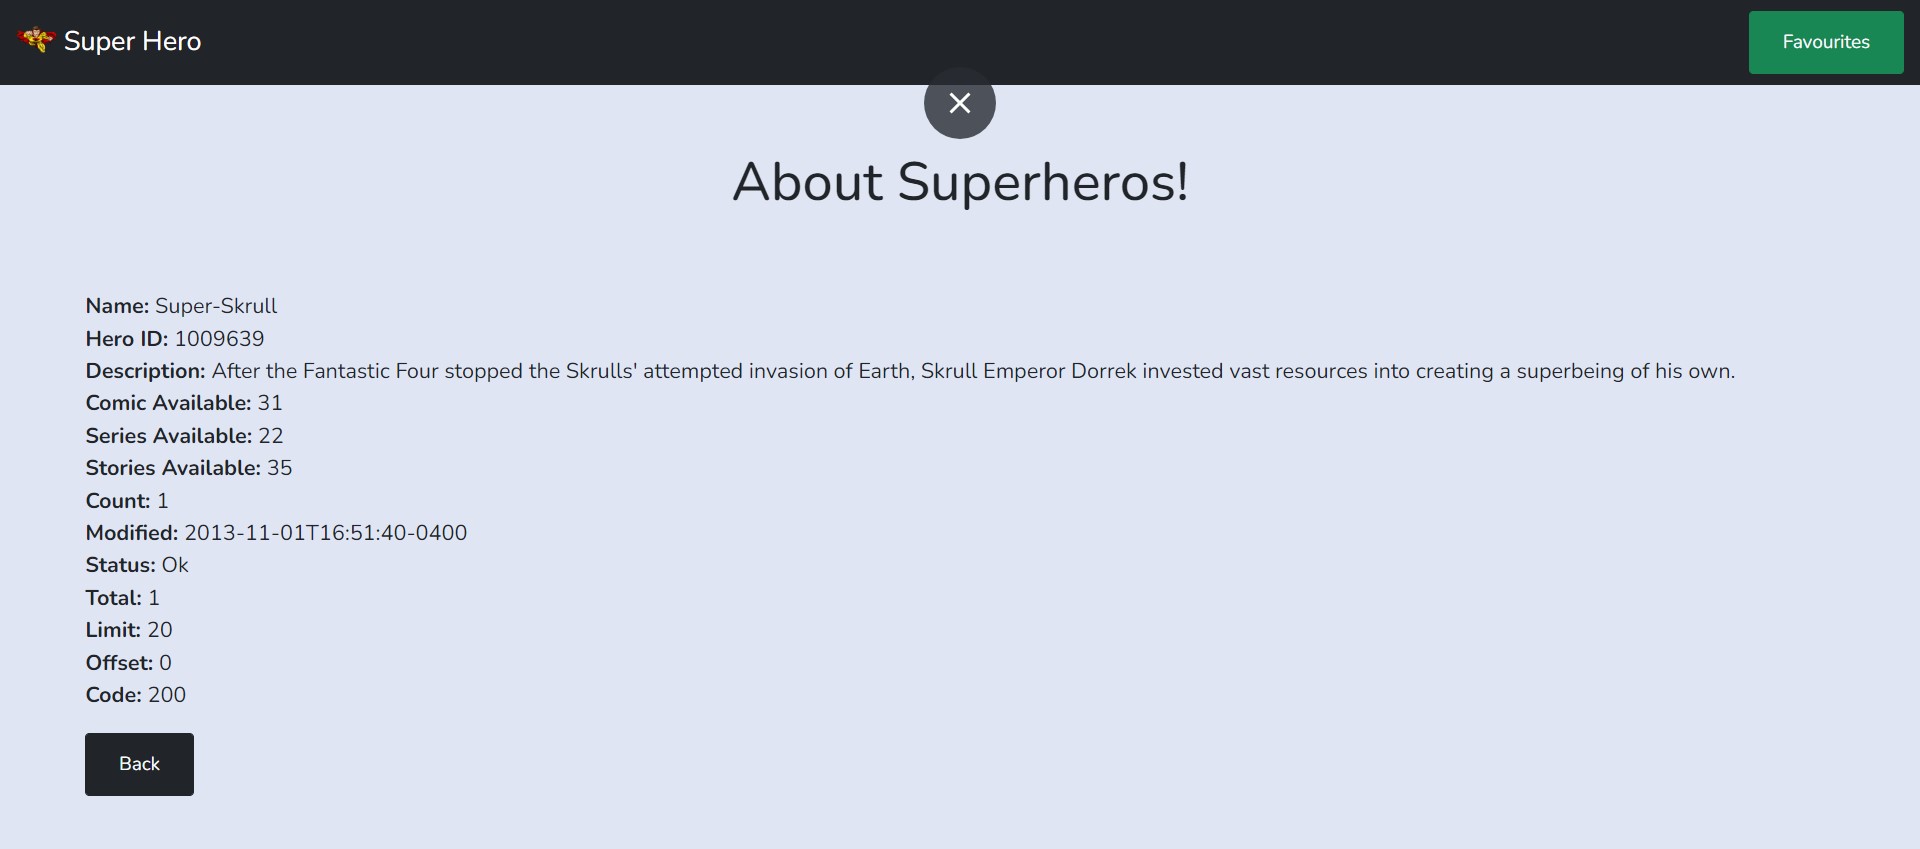 Super Hero
Favourites
About Superheros!
Name: Super-Skrull
Hero ID: 1009639
Description: After the Fantastic Four stopped the Skrulls' attempted invasion of Earth, Skrull Emperor Dorrek invested vast resources into creating a superbeing of his own.
Comic Available: 31
Series Available: 22
Stories Available: 35
Count: 1
Modified: 2013-11-01T16:51:40-0400
Status: Ok
Total: 1
Limit: 20
Offset: 0
Code: 200
Back